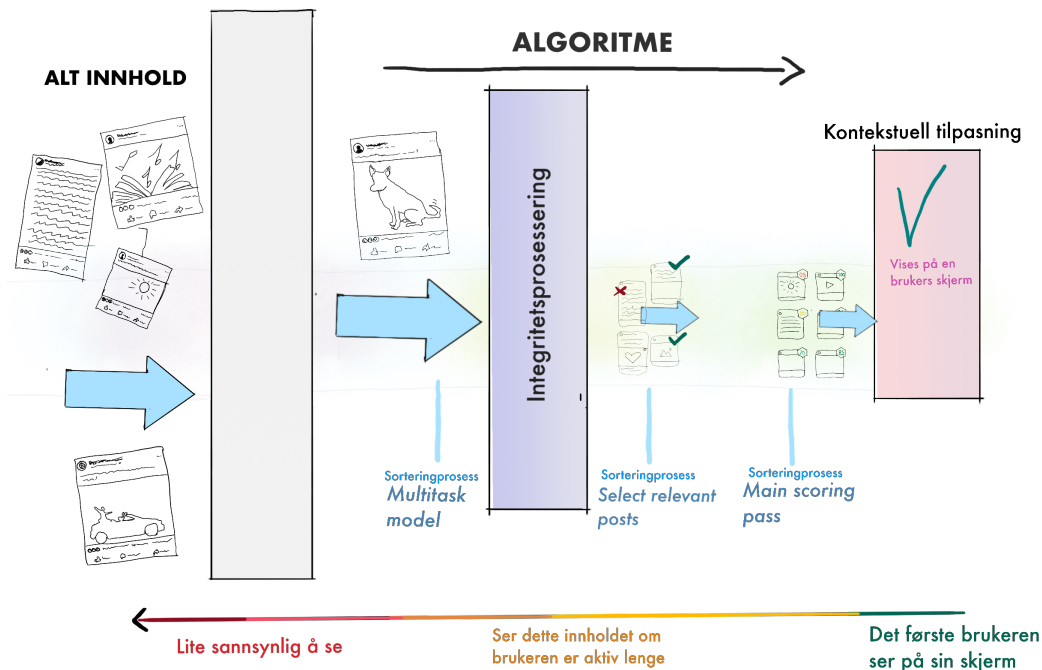 ALGORITME
ALT INNHOLD
Kontekstuell tilpasning
Integritetsprosessering
Vises på en
brukers skjerm
Sorteringprosess
Multitask
model
Sorteringprosess
Select relevant
posts
Sorteringprosess
Main scoring
pass
Lite sannsynlig å se
Ser dette innholdet om
brukeren er aktiv lenge
Det første brukeren
ser på sin skjerm